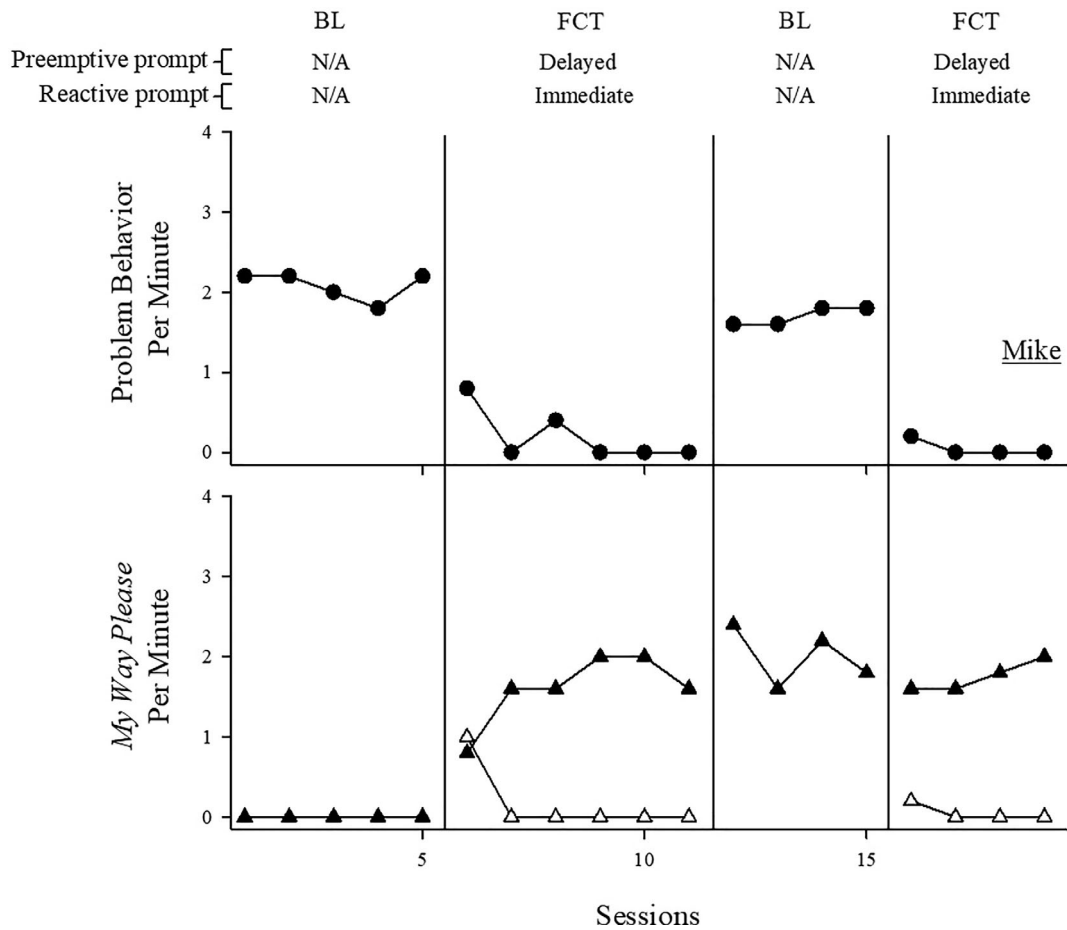 BL FCT BL FCT
Preemptive prompt N/A Delayed N/A Delayed
Reactive prompt N/A Immediate N/A Immediate
4
3
2
1
0
Problem Behavior
Per Minute
Mike
4
3
2
1
0
My Way Please
Per Minute
5 10 15
Sessions